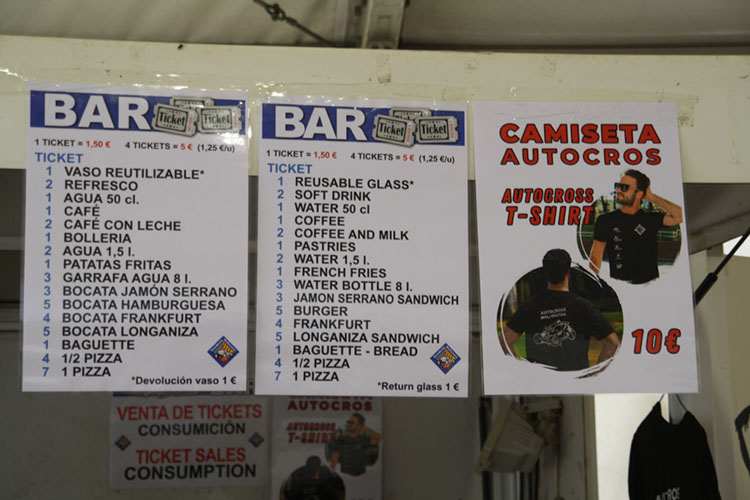 BAR
Ticket
Ticket
1 TICKET = 1,50 € 4 TICKETS = 5 € (1,25 €/u)
TICKET
1 VASO REUTILIZABLE*
2 REFRESCO
1 AGUA 50 cl.
1 CAFÉ
2 CAFÉ CON LECHE
1 BOLLERIA
2 AGUA 1,5 l.
1 PATATAS FRITAS
3 GARRAFA AGUA 8 l.
3 BOCATA JAMÓN SERRANO
5 BOCATA HAMBURGUESA
4 BOCATA FRANKFURT
5 BOCATA LONGANIZA
1 BAGUETTE
4 1/2 PIZZA
7 1 PIZZA
*Devolución vaso 1 €
BAR
Ticket
Ticket
1 TICKET = 1,50 € 4 TICKETS = 5 € (1,25 €/u)
TICKET
1 REUSABLE GLASS*
2 SOFT DRINK
1 WATER 50 cl
1 COFFEE
2 COFFEE AND MILK
1 PASTRIES
2 WATER 1,5 l.
1 FRENCH FRIES
3 WATER BOTTLE 8 l.
3 JAMON SERRANO SANDWICH
5 BURGER
4 FRANKFURT
5 LONGANIZA SANDWICH
1 BAGUETTE - BREAD
4 1/2 PIZZA
7 1 PIZZA
*Return glass 1 €
CAMISETA
AUTOCROS
AUTOCROSS
T-SHIRT
AUTOCROSS
10€
VENTA DE TICKETS
CONSUMICIÓN
TICKET SALES
CONSUMPTION
AUTOCROS
AUTOCROSS
T-SHIRT